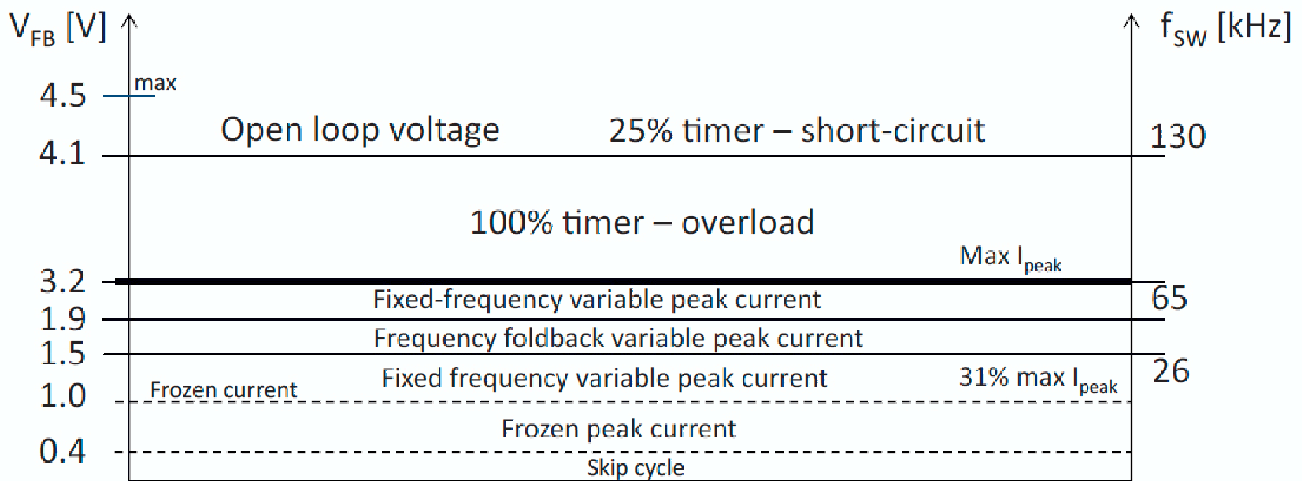 V_FB [V] f_SW [kHz]
max
4.5
Open loop voltage 25% timer – short-circuit
4.1 130
100% timer – overload
Max I_peak
3.2
Fixed-frequency variable peak current 65
1.9
Frequency foldback variable peak current
1.5
Fixed frequency variable peak current 31% max I_peak 26
Frozen current
1.0
Frozen peak current
0.4
Skip cycle